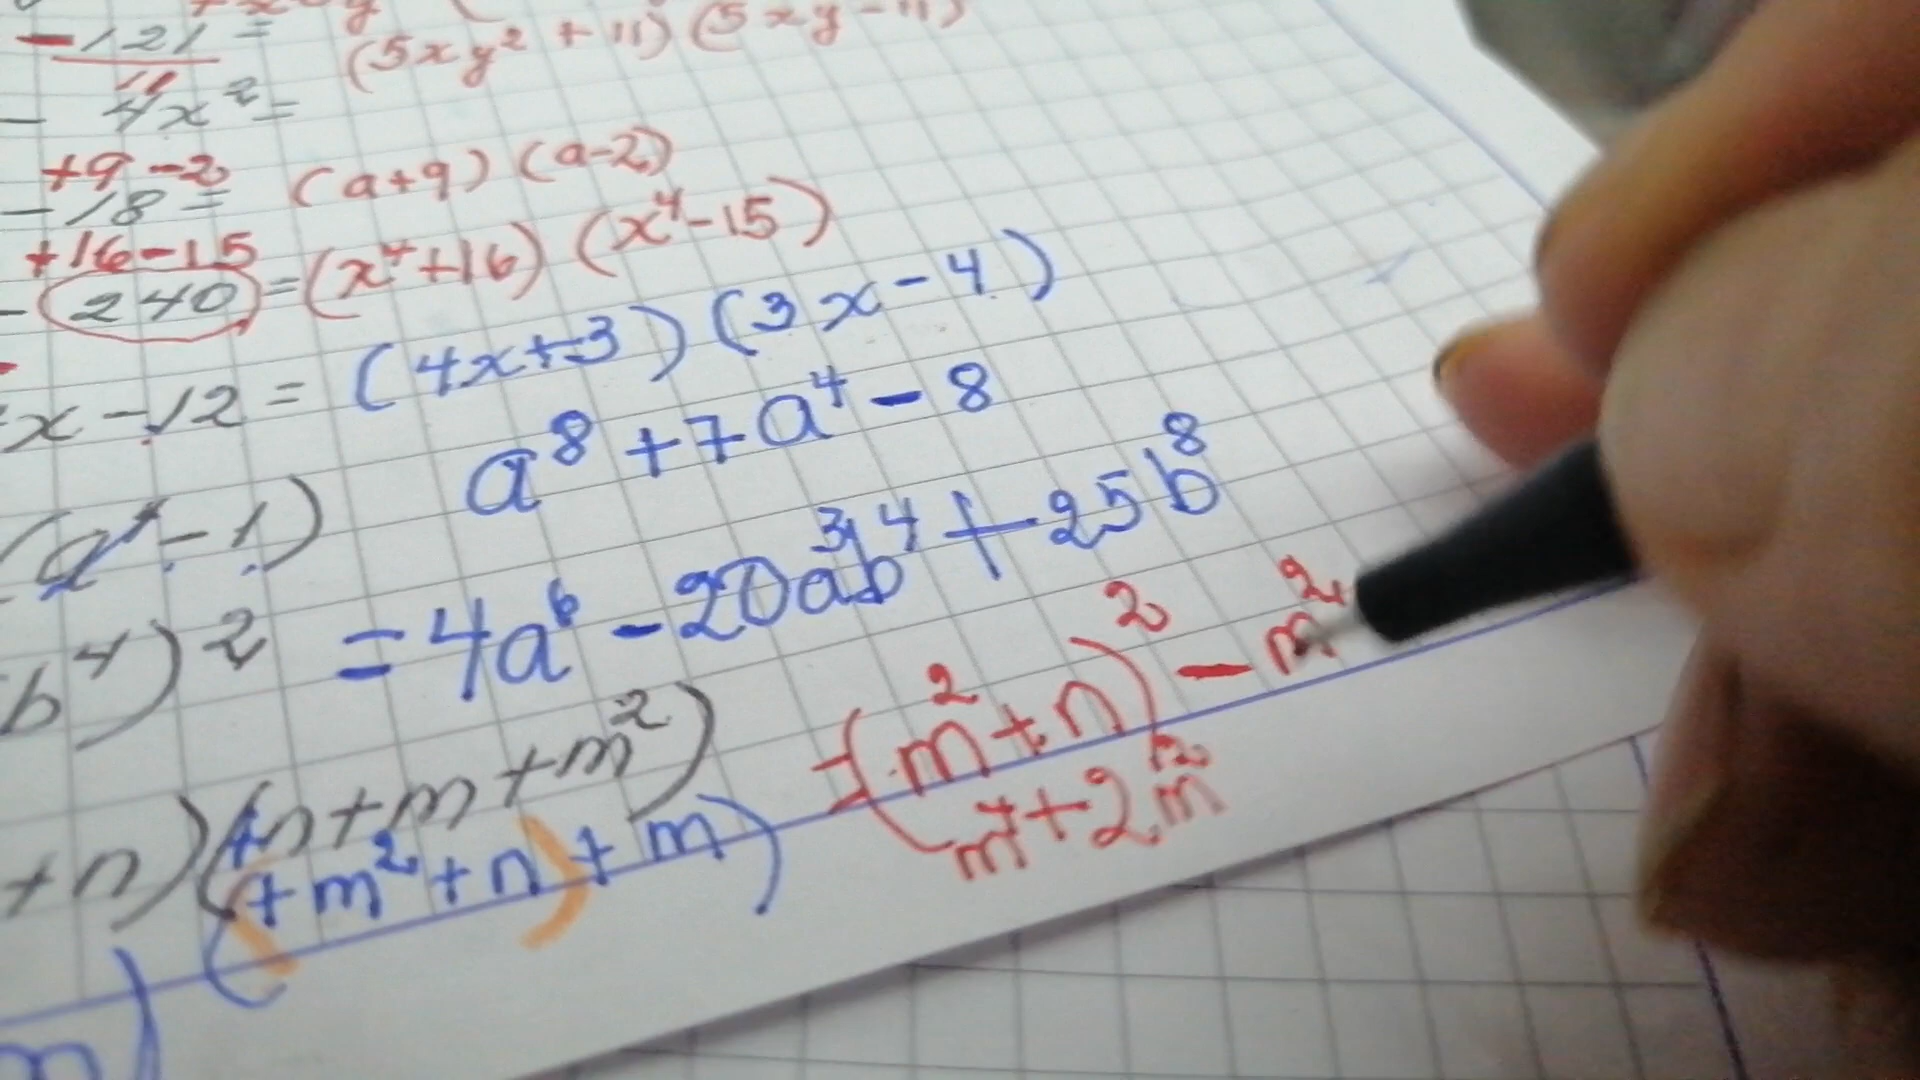 -121 = (5xy² + 11)(5xy - 11)
- 4x² =
+9 -2
- 18 = (a+9)(a-2)
+16-15
- 240 = (x⁴+16)(x⁴-15)
x - 12 = (4x+3)(3x-4)
(a⁴ - 1) a⁸ + 7a⁴ - 8
b⁴)² = 4a⁶ - 20a³b⁴ + 25b⁸
+n)(+n+m+m²) = (m²+n)² - m²
(+m²+n)+m) m⁴+2m²
m)